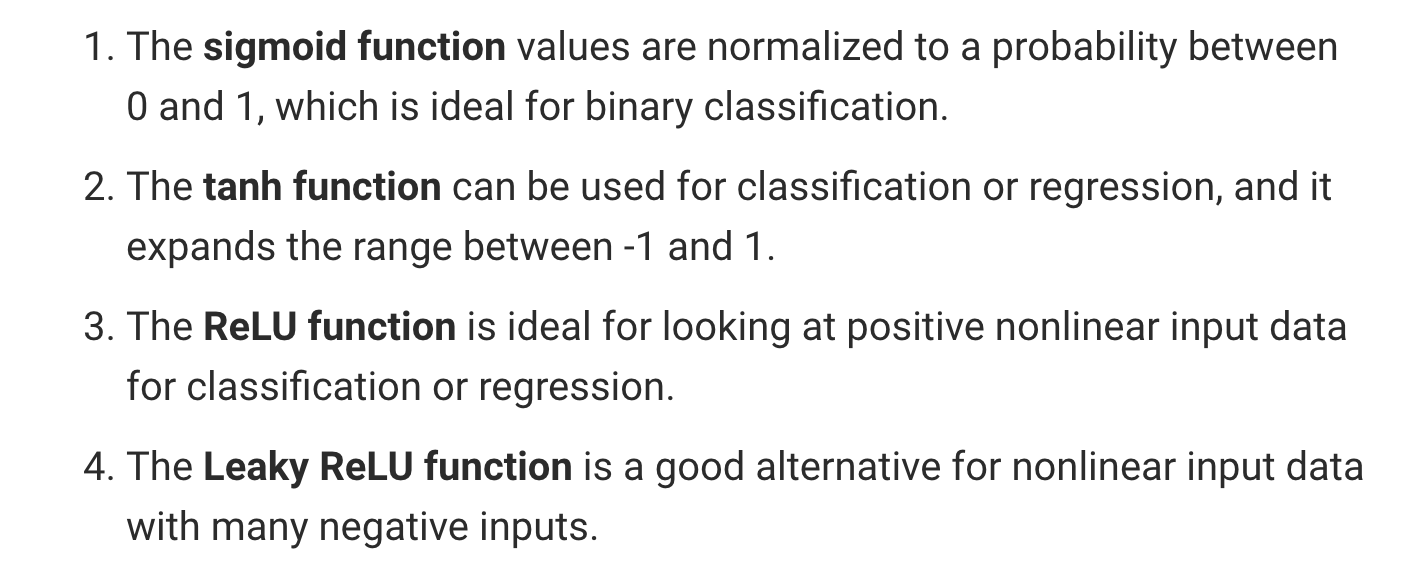 1. The sigmoid function values are normalized to a probability between
0 and 1, which is ideal for binary classification.
2. The tanh function can be used for classification or regression, and it
expands the range between -1 and 1.
3. The ReLU function is ideal for looking at positive nonlinear input data
for classification or regression.
4. The Leaky ReLU function is a good alternative for nonlinear input data
with many negative inputs.